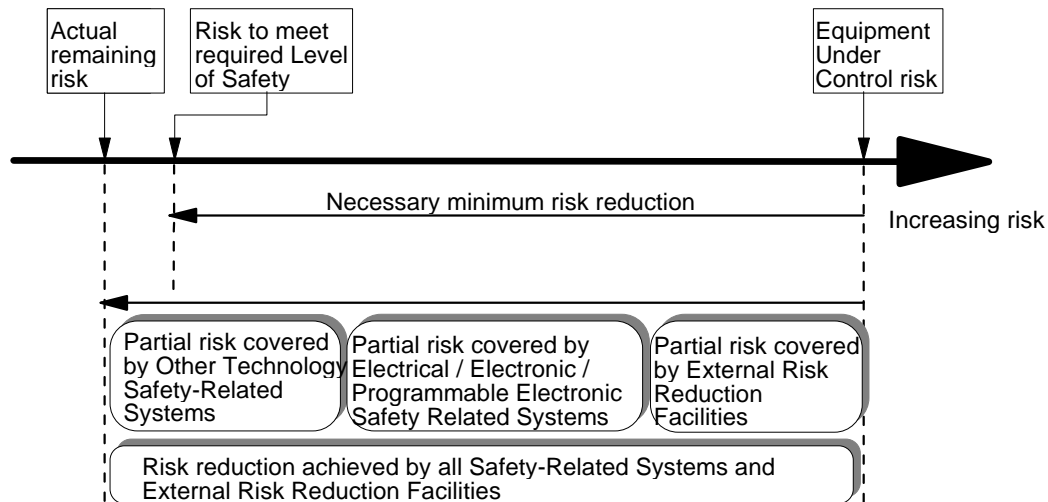 Actual
remaining
risk
Risk to meet
required Level
of Safety
Equipment
Under
Control risk
Necessary minimum risk reduction
Increasing risk
Partial risk covered
by Other Technology
Safety-Related
Systems
Partial risk covered by
Electrical / Electronic /
Programmable Electronic
Safety Related Systems
Partial risk covered
by External Risk
Reduction
Facilities
Risk reduction achieved by all Safety-Related Systems and
External Risk Reduction Facilities